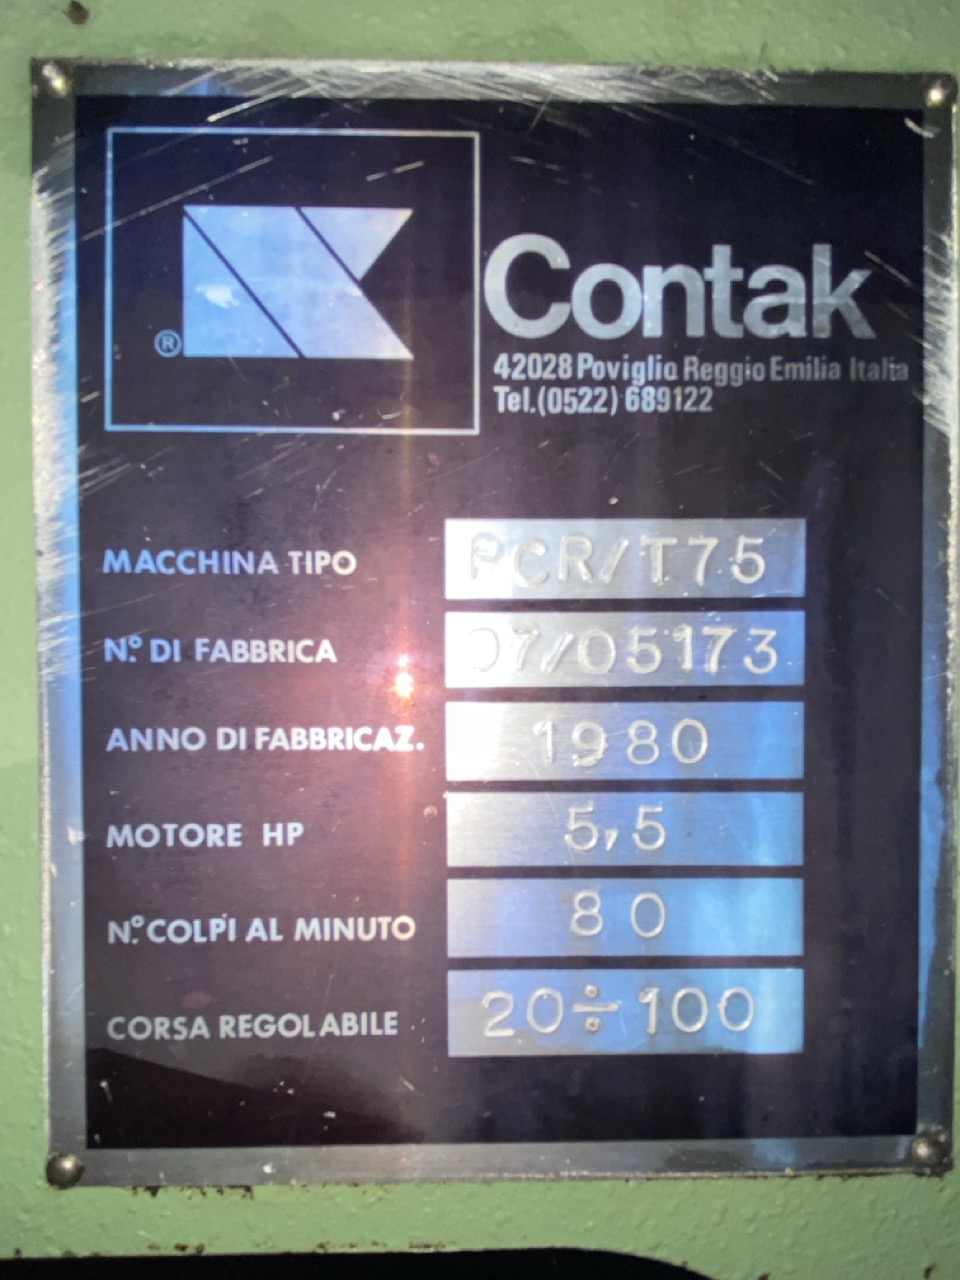 Contak
®
42028 Poviglio Reggio Emilia Italia
Tel.(0522) 689122
MACCHINA TIPO PCR/T75
N.º DI FABBRICA 07/05173
ANNO DI FABBRICAZ. 1980
MOTORE HP 5,5
N.º COLPI AL MINUTO 80
CORSA REGOLABILE 20÷100